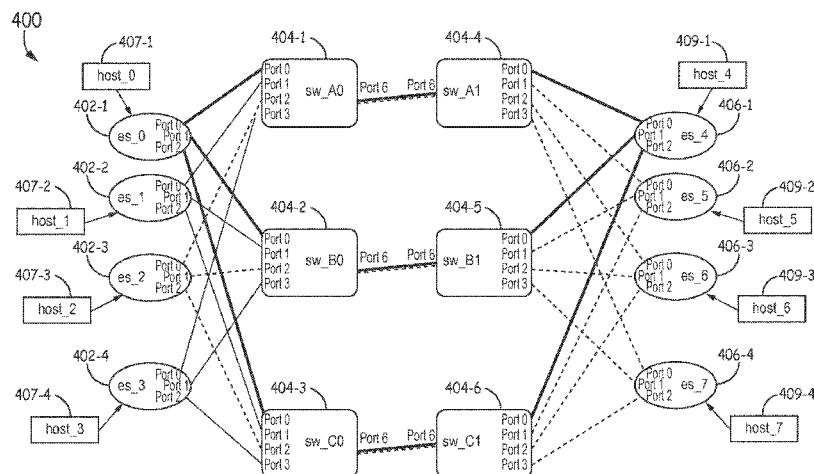 400
407-1
host_0
402-1
es_0
Port 0
Port 1
Port 2
407-2
host_1
402-2
es_1
Port 0
Port 1
Port 2
407-3
host_2
402-3
es_2
Port 0
Port 1
Port 2
407-4
host_3
402-4
es_3
Port 0
Port 1
Port 2
404-1
sw_A0
Port 0
Port 1
Port 2
Port 3
Port 6
404-4
sw_A1
Port 6
Port 0
Port 1
Port 2
Port 3
404-2
sw_B0
Port 0
Port 1
Port 2
Port 3
Port 6
404-5
sw_B1
Port 6
Port 0
Port 1
Port 2
Port 3
404-3
sw_C0
Port 0
Port 1
Port 2
Port 3
Port 6
404-6
sw_C1
Port 6
Port 0
Port 1
Port 2
Port 3
409-1
host_4
406-1
Port 0
Port 1
Port 2
es_4
406-2
Port 0
Port 1
Port 2
es_5
409-2
host_5
406-3
Port 0
Port 1
Port 2
es_6
409-3
host_6
406-4
Port 0
Port 1
Port 2
es_7
409-4
host_7